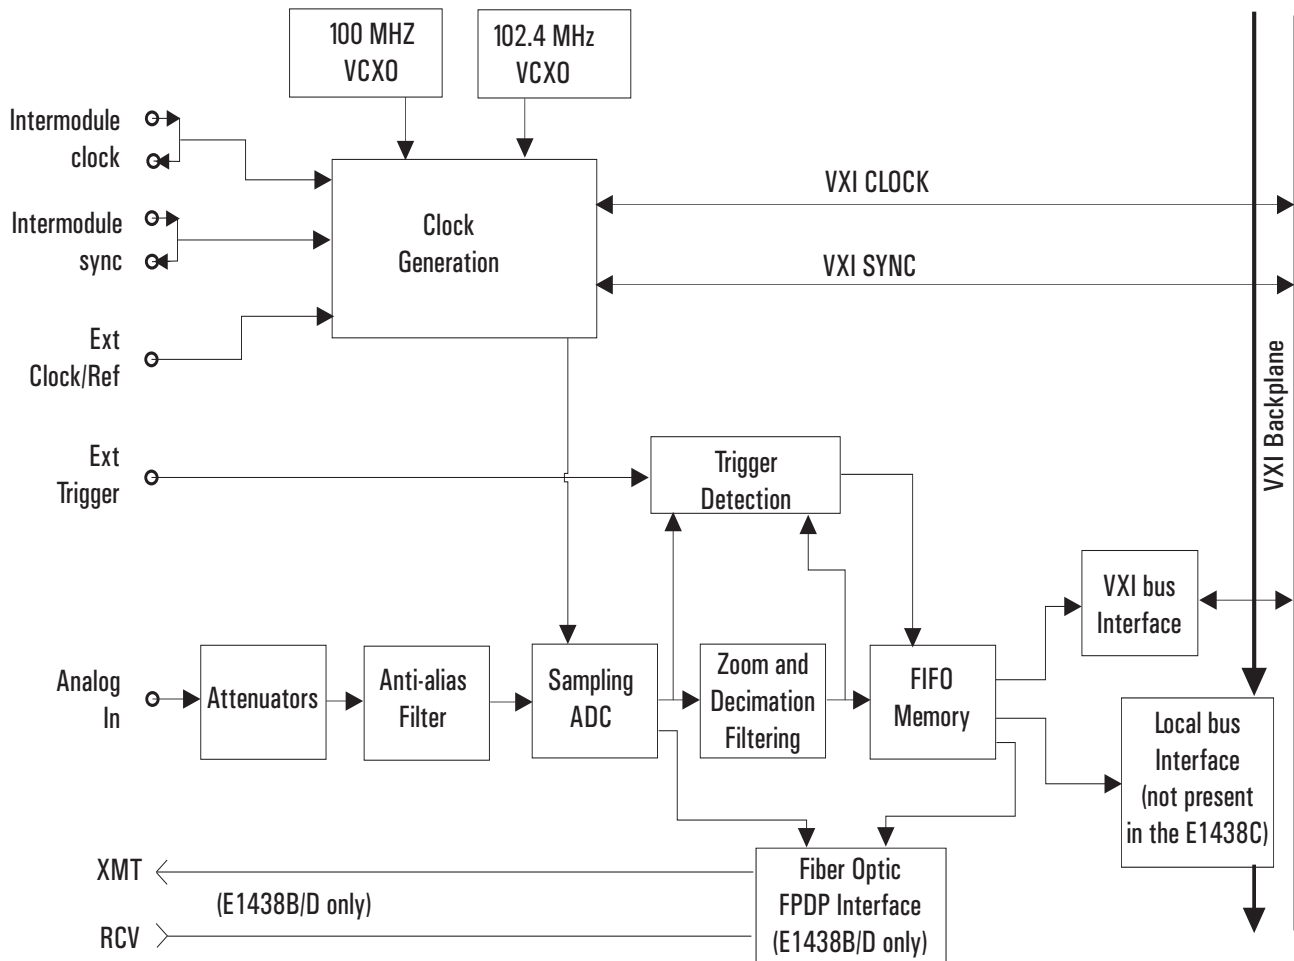 100 MHZ
VCXO
102.4 MHz
VCXO
Intermodule
clock
Intermodule
sync
Ext
Clock/Ref
Clock
Generation
VXI CLOCK
VXI SYNC
VXI Backplane
Ext
Trigger
Trigger
Detection
VXI bus
Interface
Analog
In
Attenuators
Anti-alias
Filter
Sampling
ADC
Zoom and
Decimation
Filtering
FIFO
Memory
Local bus
Interface
(not present
in the E1438C)
XMT
(E1438B/D only)
RCV
Fiber Optic
FPDP Interface
(E1438B/D only)